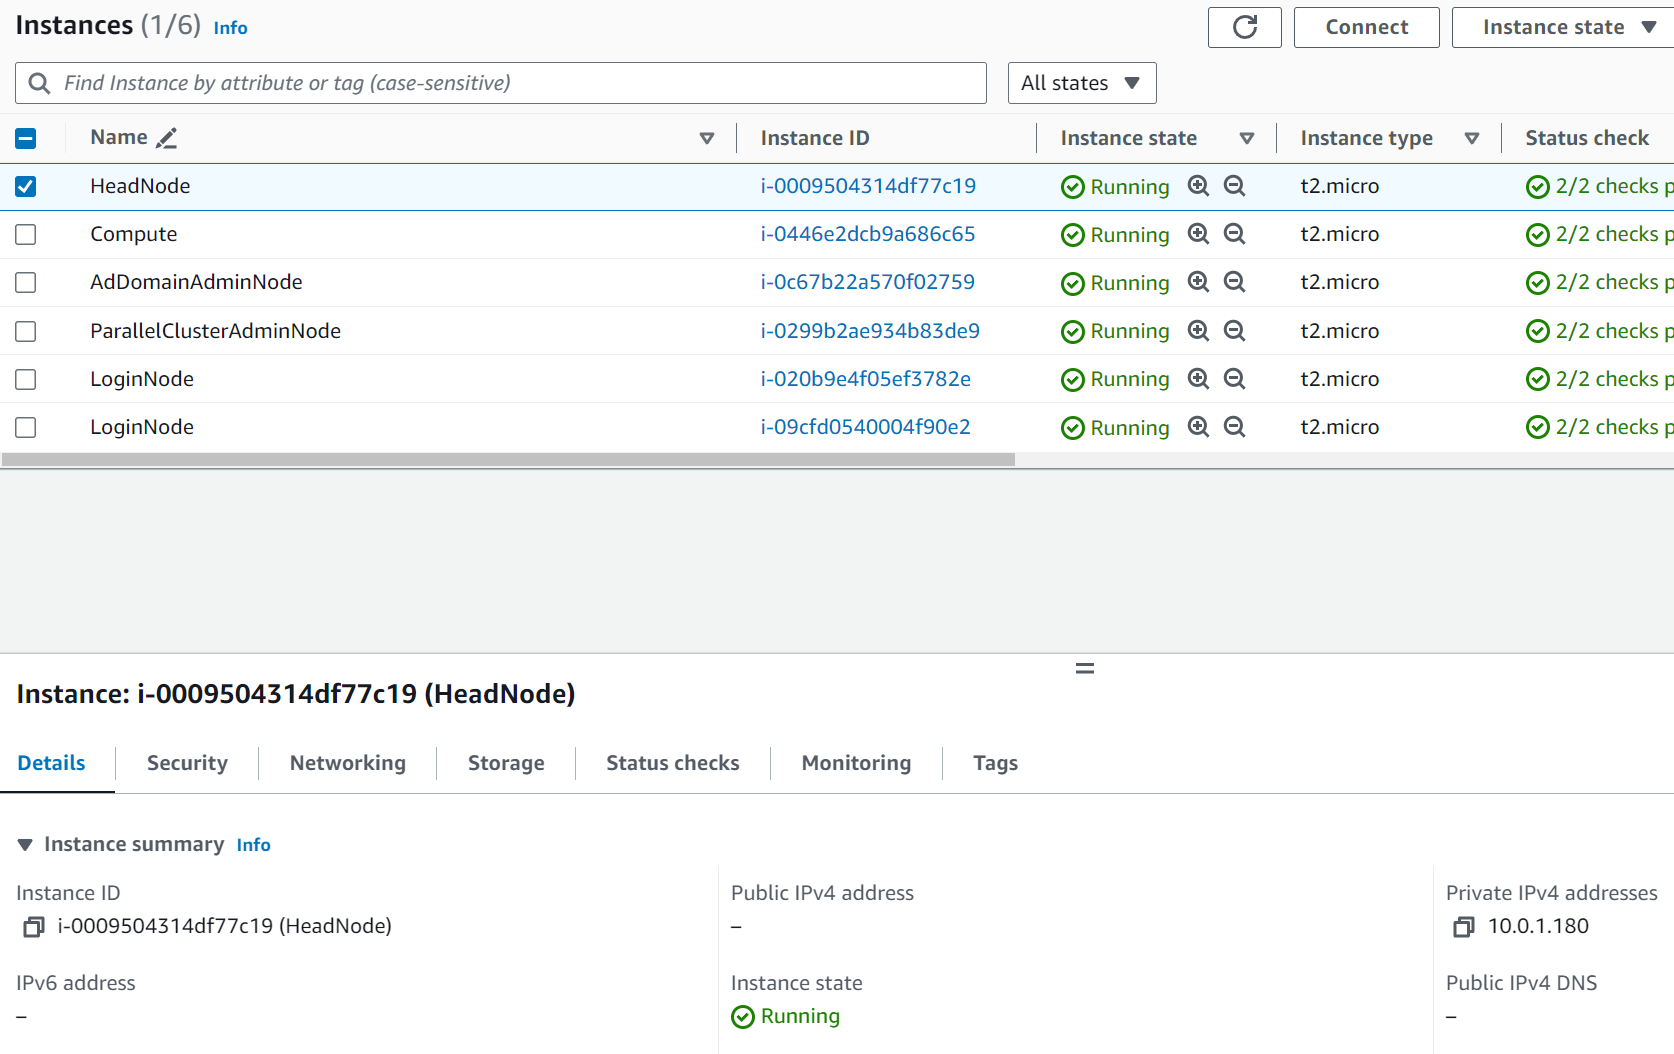 Instances (1/6) Info Connect Instance state
Find Instance by attribute or tag (case-sensitive) All states
Name Instance ID Instance state Instance type Status check
HeadNode i-0009504314df77c19 Running t2.micro 2/2 checks p
Compute i-0446e2dcb9a686c65 Running t2.micro 2/2 checks p
AdDomainAdminNode i-0c67b22a570f02759 Running t2.micro 2/2 checks p
ParallelClusterAdminNode i-0299b2ae934b83de9 Running t2.micro 2/2 checks p
LoginNode i-020b9e4f05ef3782e Running t2.micro 2/2 checks p
LoginNode i-09cfd0540004f90e2 Running t2.micro 2/2 checks p
Instance: i-0009504314df77c19 (HeadNode)
Details Security Networking Storage Status checks Monitoring Tags
Instance summary Info
Instance ID Public IPv4 address Private IPv4 addresses
i-0009504314df77c19 (HeadNode) – 10.0.1.180
IPv6 address Instance state Public IPv4 DNS
– Running –